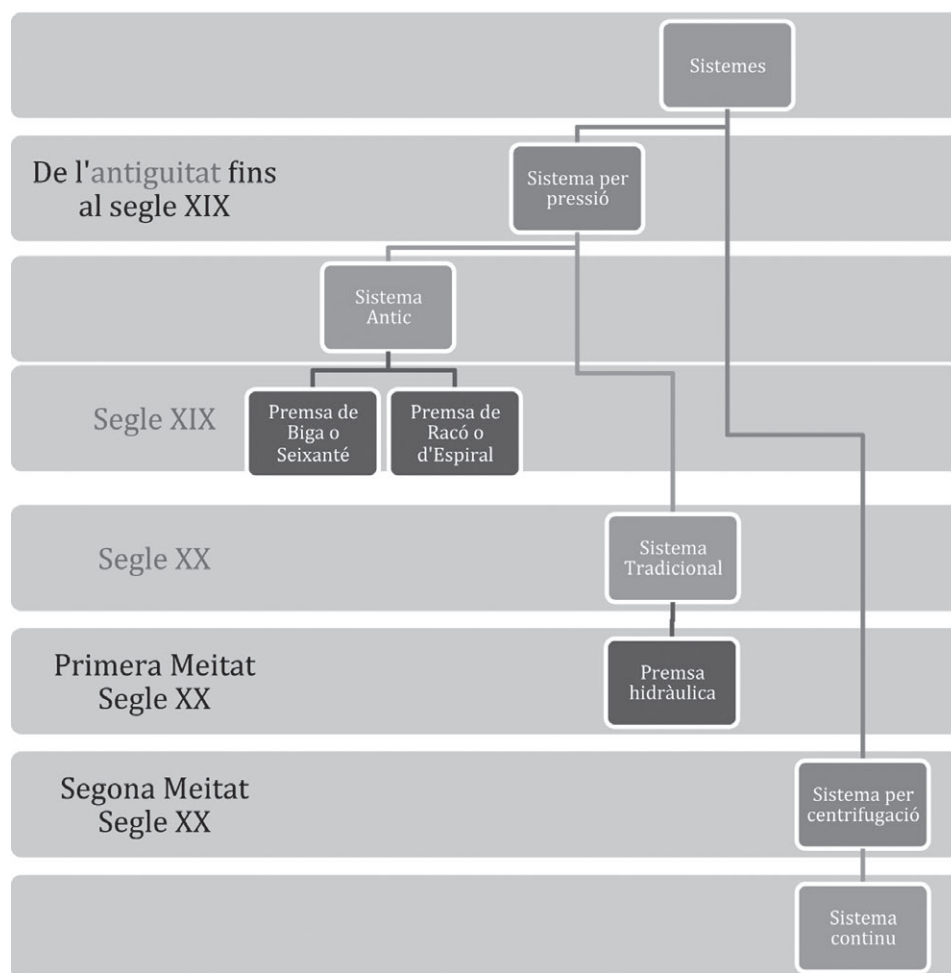 Sistemes
De l'antiguitat fins
al segle XIX
Sistema per
pressió
Sistema
Antic
Segle XIX
Premsa de
Biga o
Seixanté
Premsa de
Racó o
d'Espiral
Segle XX
Sistema
Tradicional
Primera Meitat
Segle XX
Premsa
hidràulica
Segona Meitat
Segle XX
Sistema per
centrifugació
Sistema
continu